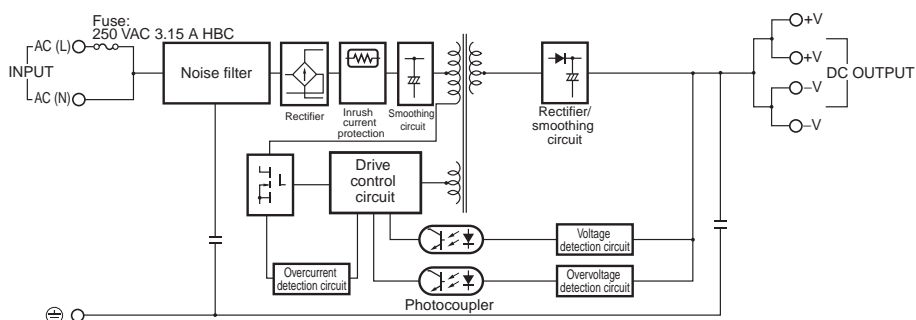 Fuse:
250 VAC 3.15 A HBC
AC (L)
INPUT
AC (N)
Noise filter
Rectifier
Inrush
current
protection
Smoothing
circuit
Rectifier/
smoothing
circuit
+V
+V
DC OUTPUT
−V
−V
Drive
control
circuit
Voltage
detection circuit
Overcurrent
detection circuit
Overvoltage
detection circuit
Photocoupler